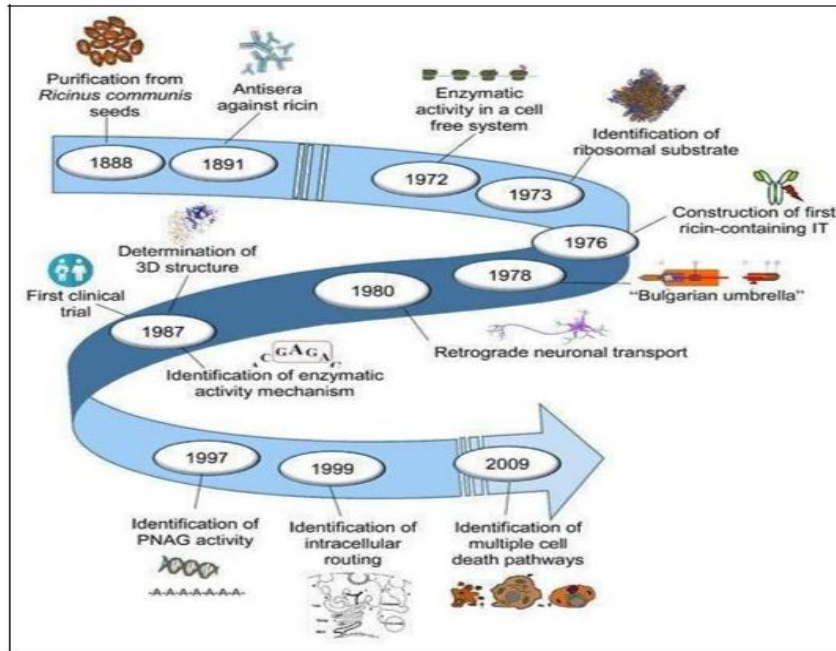 Purification from
Ricinus communis
seeds
Antisera
against ricin
Enzymatic
activity in a cell
free system
Identification of
ribosomal substrate
1888
1891
1972
1973
Construction of first
ricin-containing IT
1976
Determination of
3D structure
1978
"Bulgarian umbrella"
First clinical
trial
1980
1987
Retrograde neuronal transport
A C G A G A C
Identification of enzymatic
activity mechanism
1997
1999
2009
Identification of
PNAG activity
Identification of
intracellular
routing
Identification of
multiple cell
death pathways
-A-A-A-A-A-A-A-